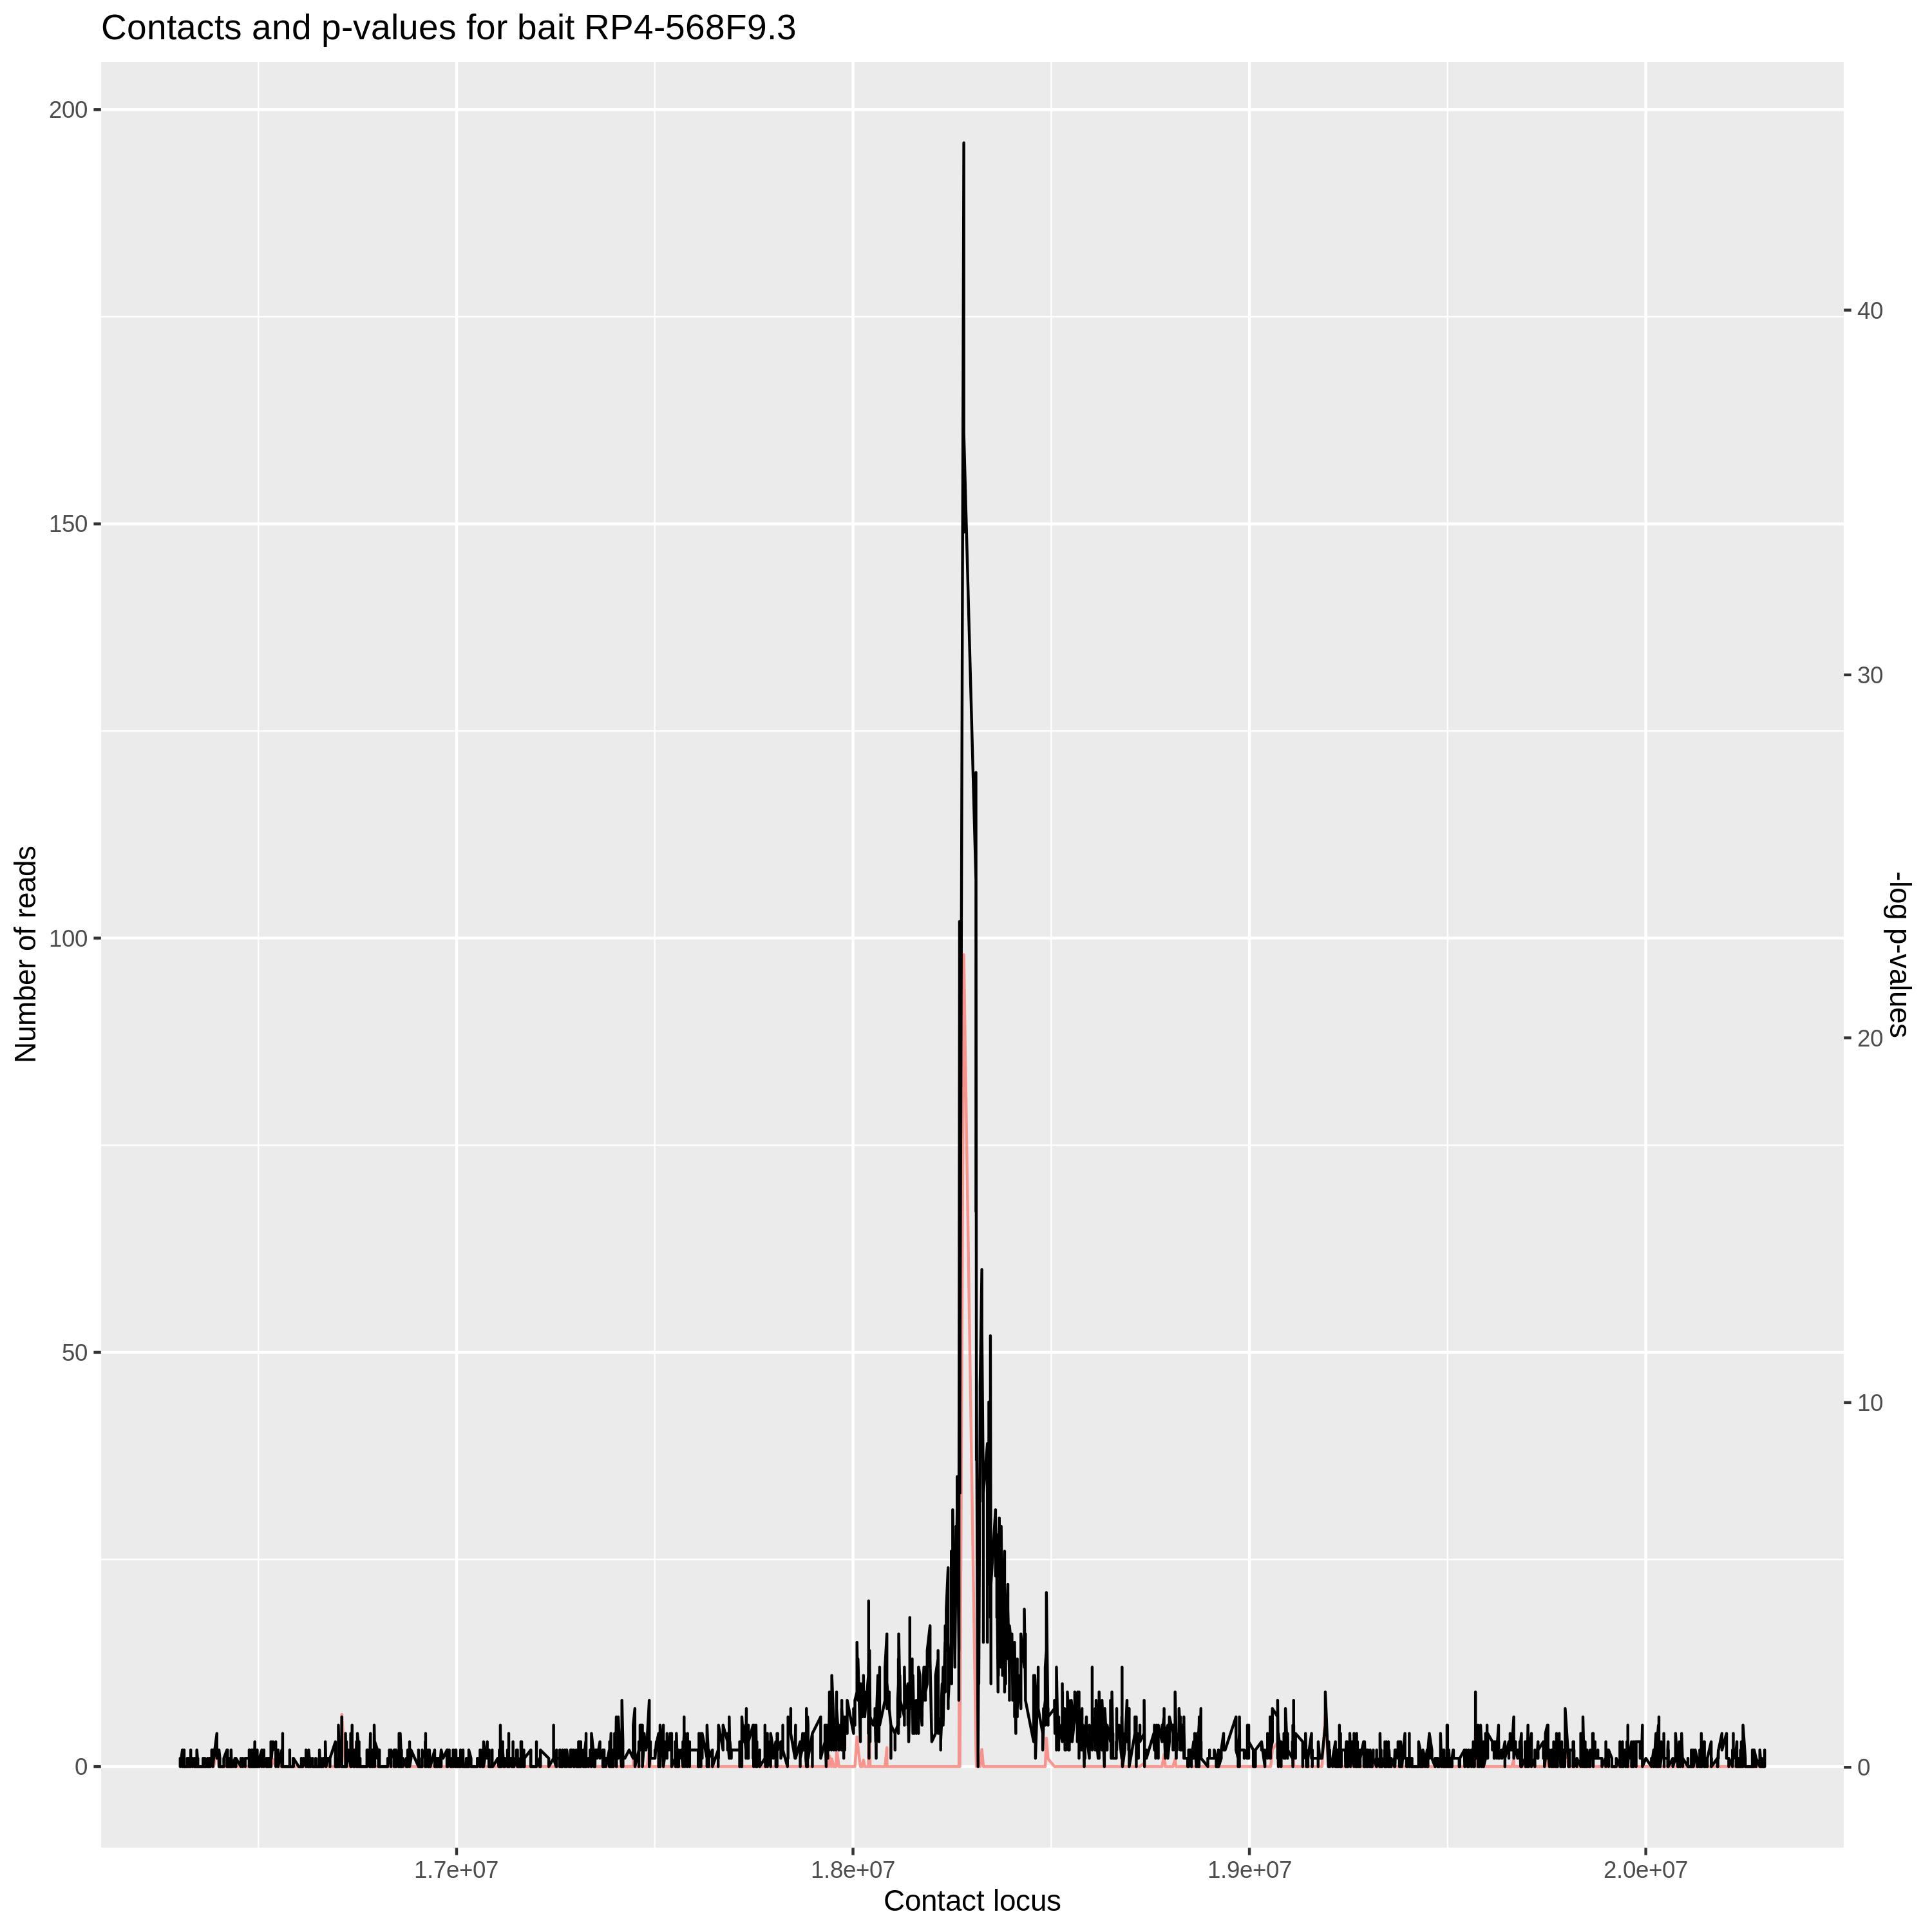 Contacts and p-values for bait RP4-568F9.3
200
150
100
50
0
Number of reads
40
30
20
10
0
-log p-values
1.7e+07
1.8e+07
1.9e+07
2.0e+07
Contact locus